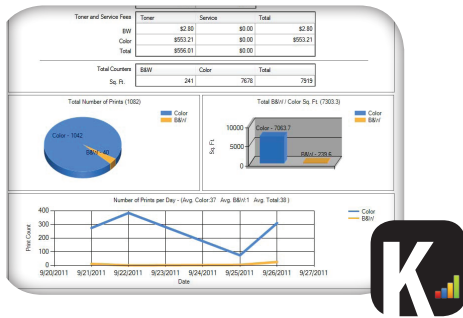 Toner and Service Fees Toner Service Total
BW $2.80 $0.00 $2.80
Color $553.21 $0.00 $553.21
Total $556.01 $0.00
Total Counters B&W Color Total
Sq. Ft. 241 7678 7919
Total Number of Prints (1082)
Color
B&W
Color - 1042
B&W - 40
Total B&W / Color Sq. Ft. (7303.3)
Color
B&W
Sq. Ft.
10000
5000
0
Color - 7063.7
B&W - 239.6
Number of Prints per Day - (Avg. Color:37 Avg. B&W:1 Avg. Total:38 )
Color
B&W
Print Count
400
300
200
100
0
9/20/2011 9/21/2011 9/22/2011 9/23/2011 9/24/2011 9/25/2011 9/26/2011 9/27/2011
Date
K